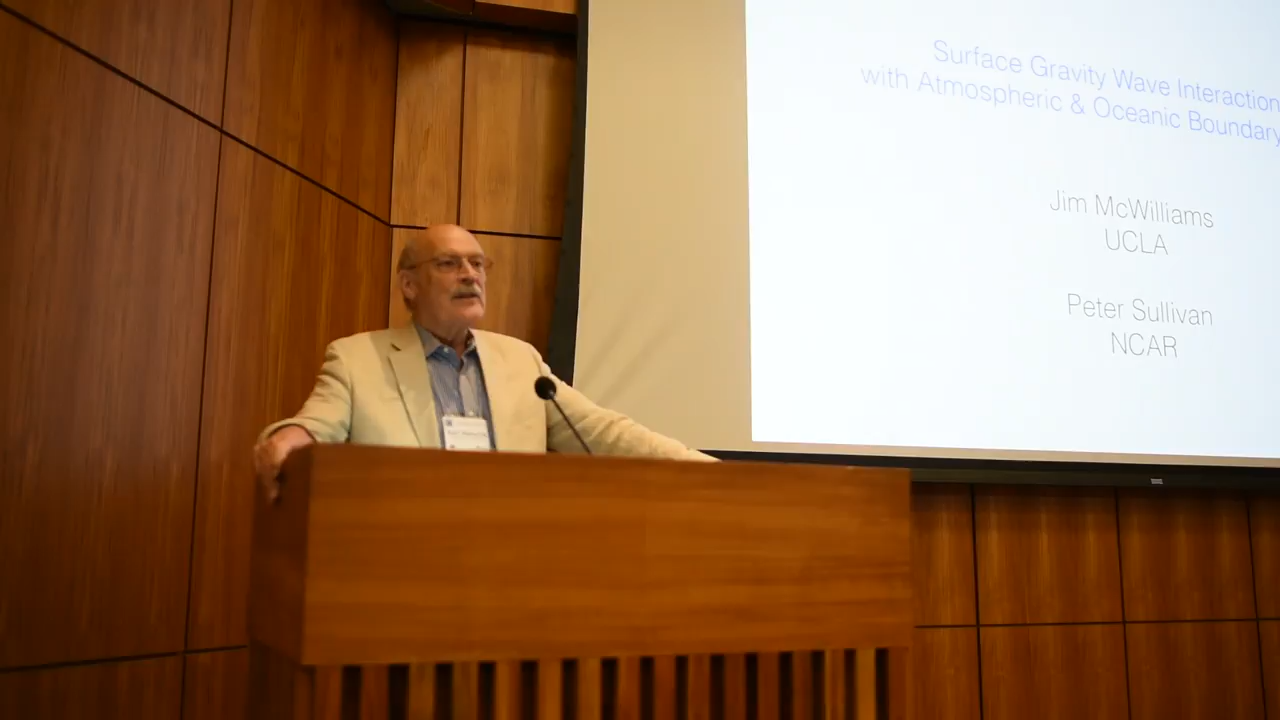 Surface Gravity Wave Interaction
with Atmospheric & Oceanic Boundary
Jim McWilliams
UCLA
Peter Sullivan
NCAR